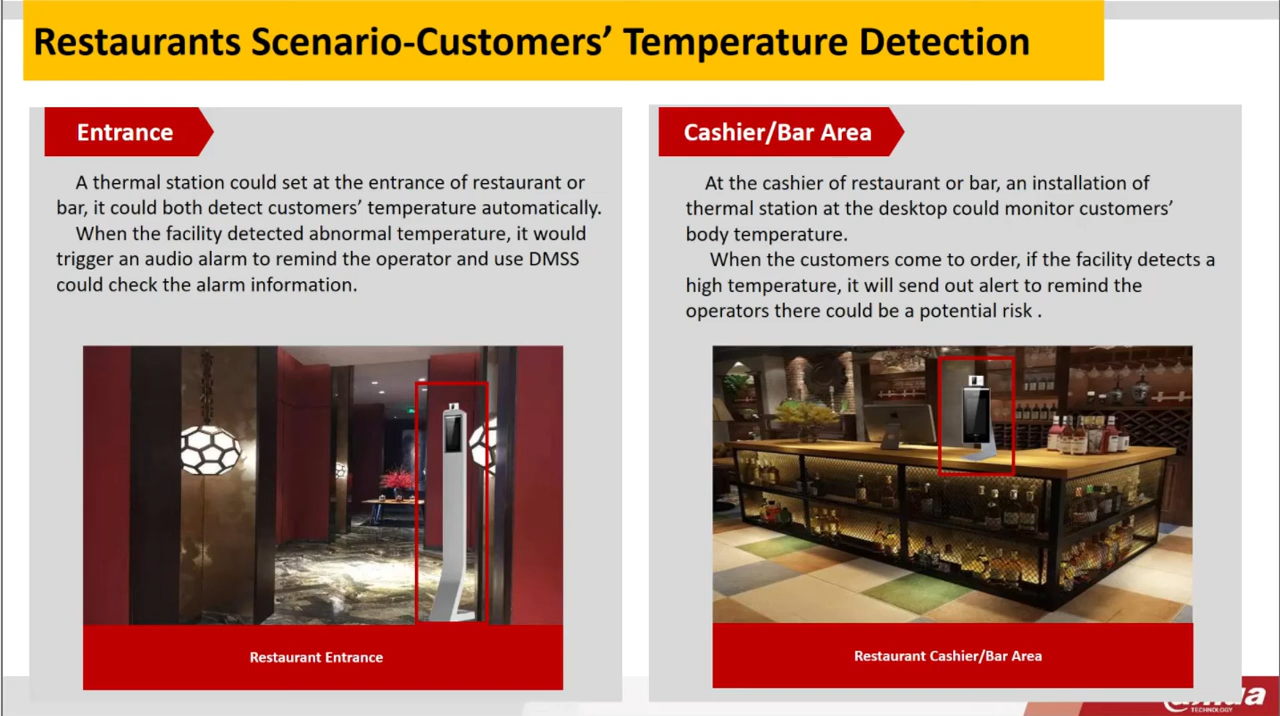 Restaurants Scenario-Customers’ Temperature Detection
Entrance
A thermal station could set at the entrance of restaurant or
bar, it could both detect customers’ temperature automatically.
When the facility detected abnormal temperature, it would
trigger an audio alarm to remind the operator and use DMSS
could check the alarm information.
Restaurant Entrance
Cashier/Bar Area
At the cashier of restaurant or bar, an installation of
thermal station at the desktop could monitor customers’
body temperature.
When the customers come to order, if the facility detects a
high temperature, it will send out alert to remind the
operators there could be a potential risk .
Restaurant Cashier/Bar Area
TECHNOLOGY